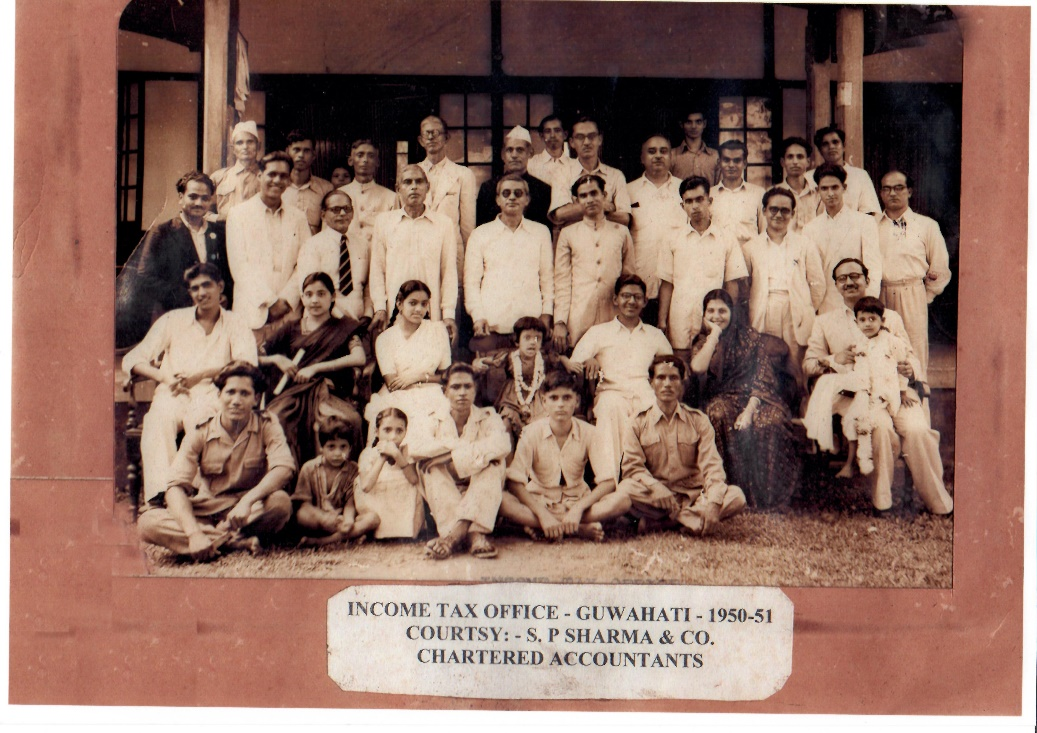 INCOME TAX OFFICE - GUWAHATI - 1950-51
COURTSY: - S. P SHARMA & CO.
CHARTERED ACCOUNTANTS